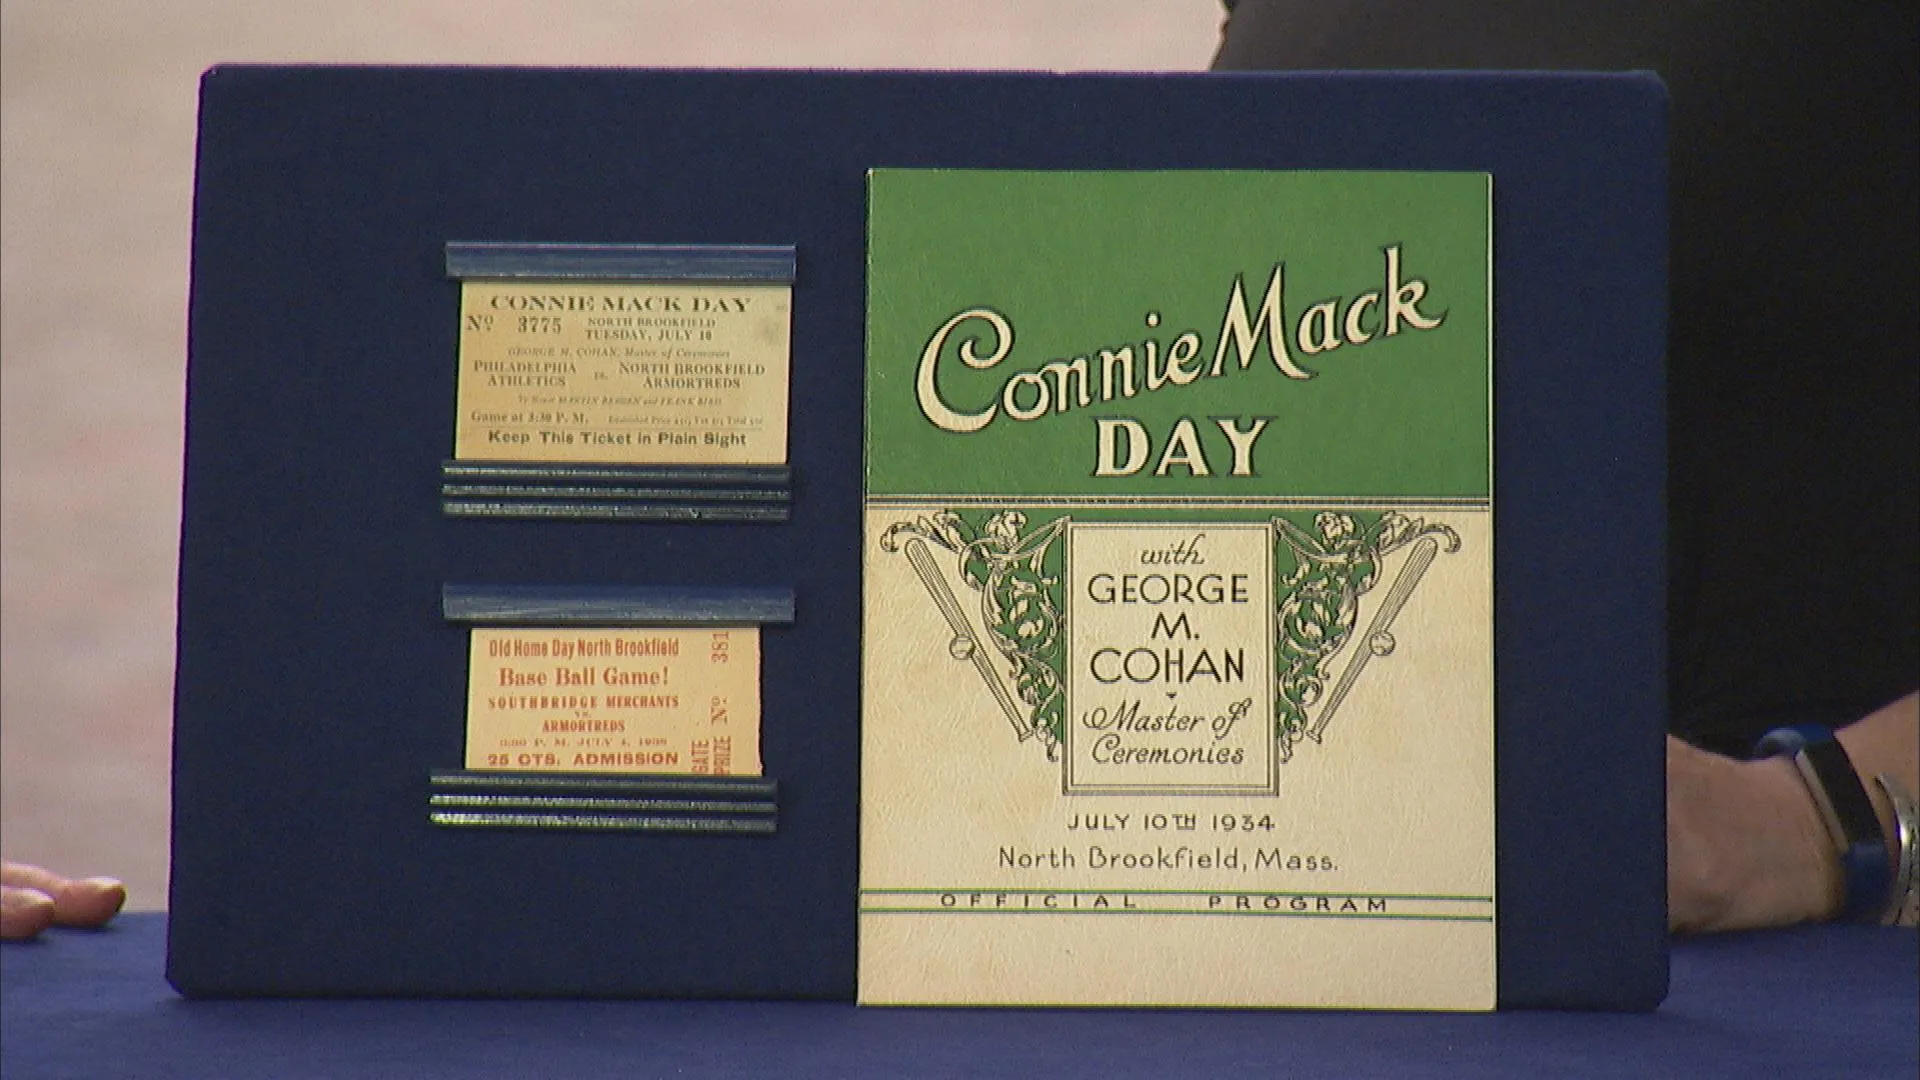 CONNIE MACK DAY
Nº 3775
NORTH BROOKFIELD
TUESDAY, JULY 10
GEORGE M. COHAN, Master of Ceremonies
PHILADELPHIA ATHLETICS
vs.
NORTH BROOKFIELD ARMORTREDS
Game at 3:30 P. M.
Keep This Ticket in Plain Sight
Old Home Day North Brookfield
Base Ball Game!
SOUTHBRIDGE MERCHANTS
VS.
ARMORTREDS
P. M. JULY 4,
25 CTS. ADMISSION
GATE
PRIZE Nº 381
Connie Mack
DAY
with
GEORGE
M.
COHAN
Master of
Ceremonies
JULY 10TH 1934
North Brookfield, Mass.
OFFICIAL PROGRAM